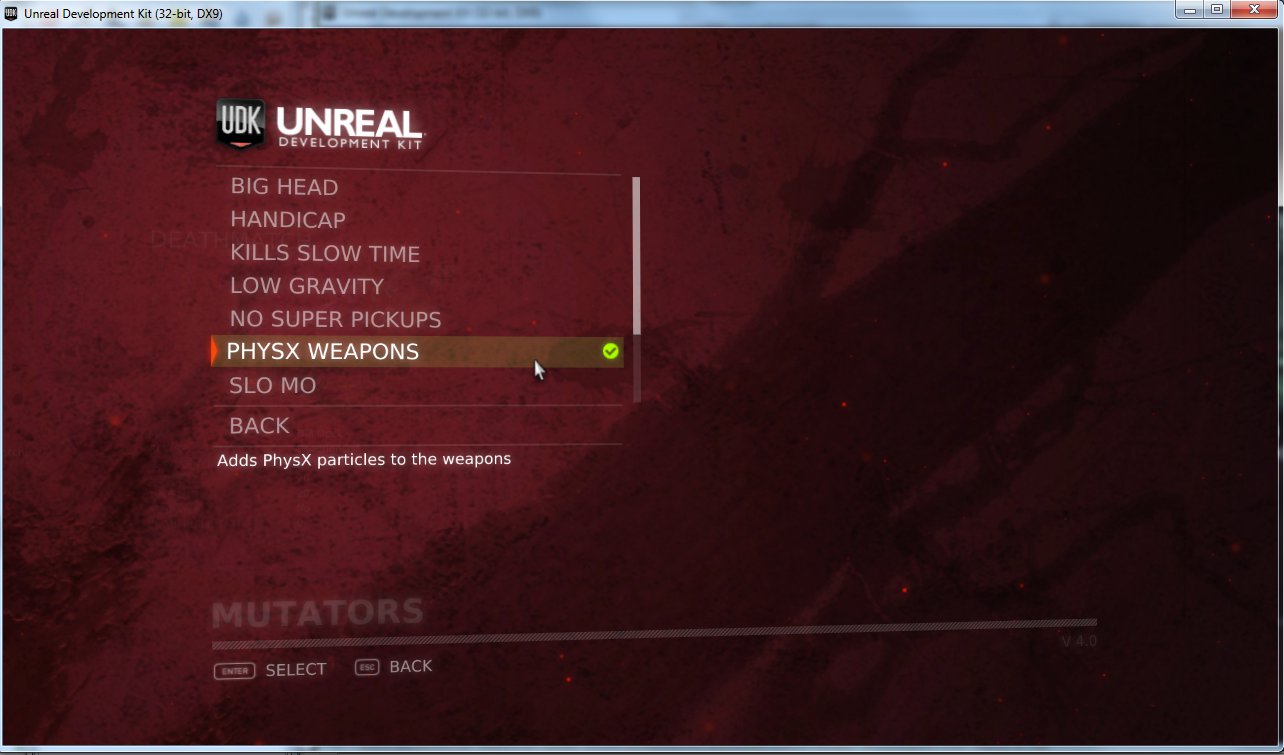 Unreal Development Kit (32-bit, DX9)
UDK UNREAL
DEVELOPMENT KIT
BIG HEAD
HANDICAP
KILLS SLOW TIME
LOW GRAVITY
NO SUPER PICKUPS
PHYSX WEAPONS
SLO MO
BACK
Adds PhysX particles to the weapons
MUTATORS
V 4.0
ENTER SELECT ESC BACK